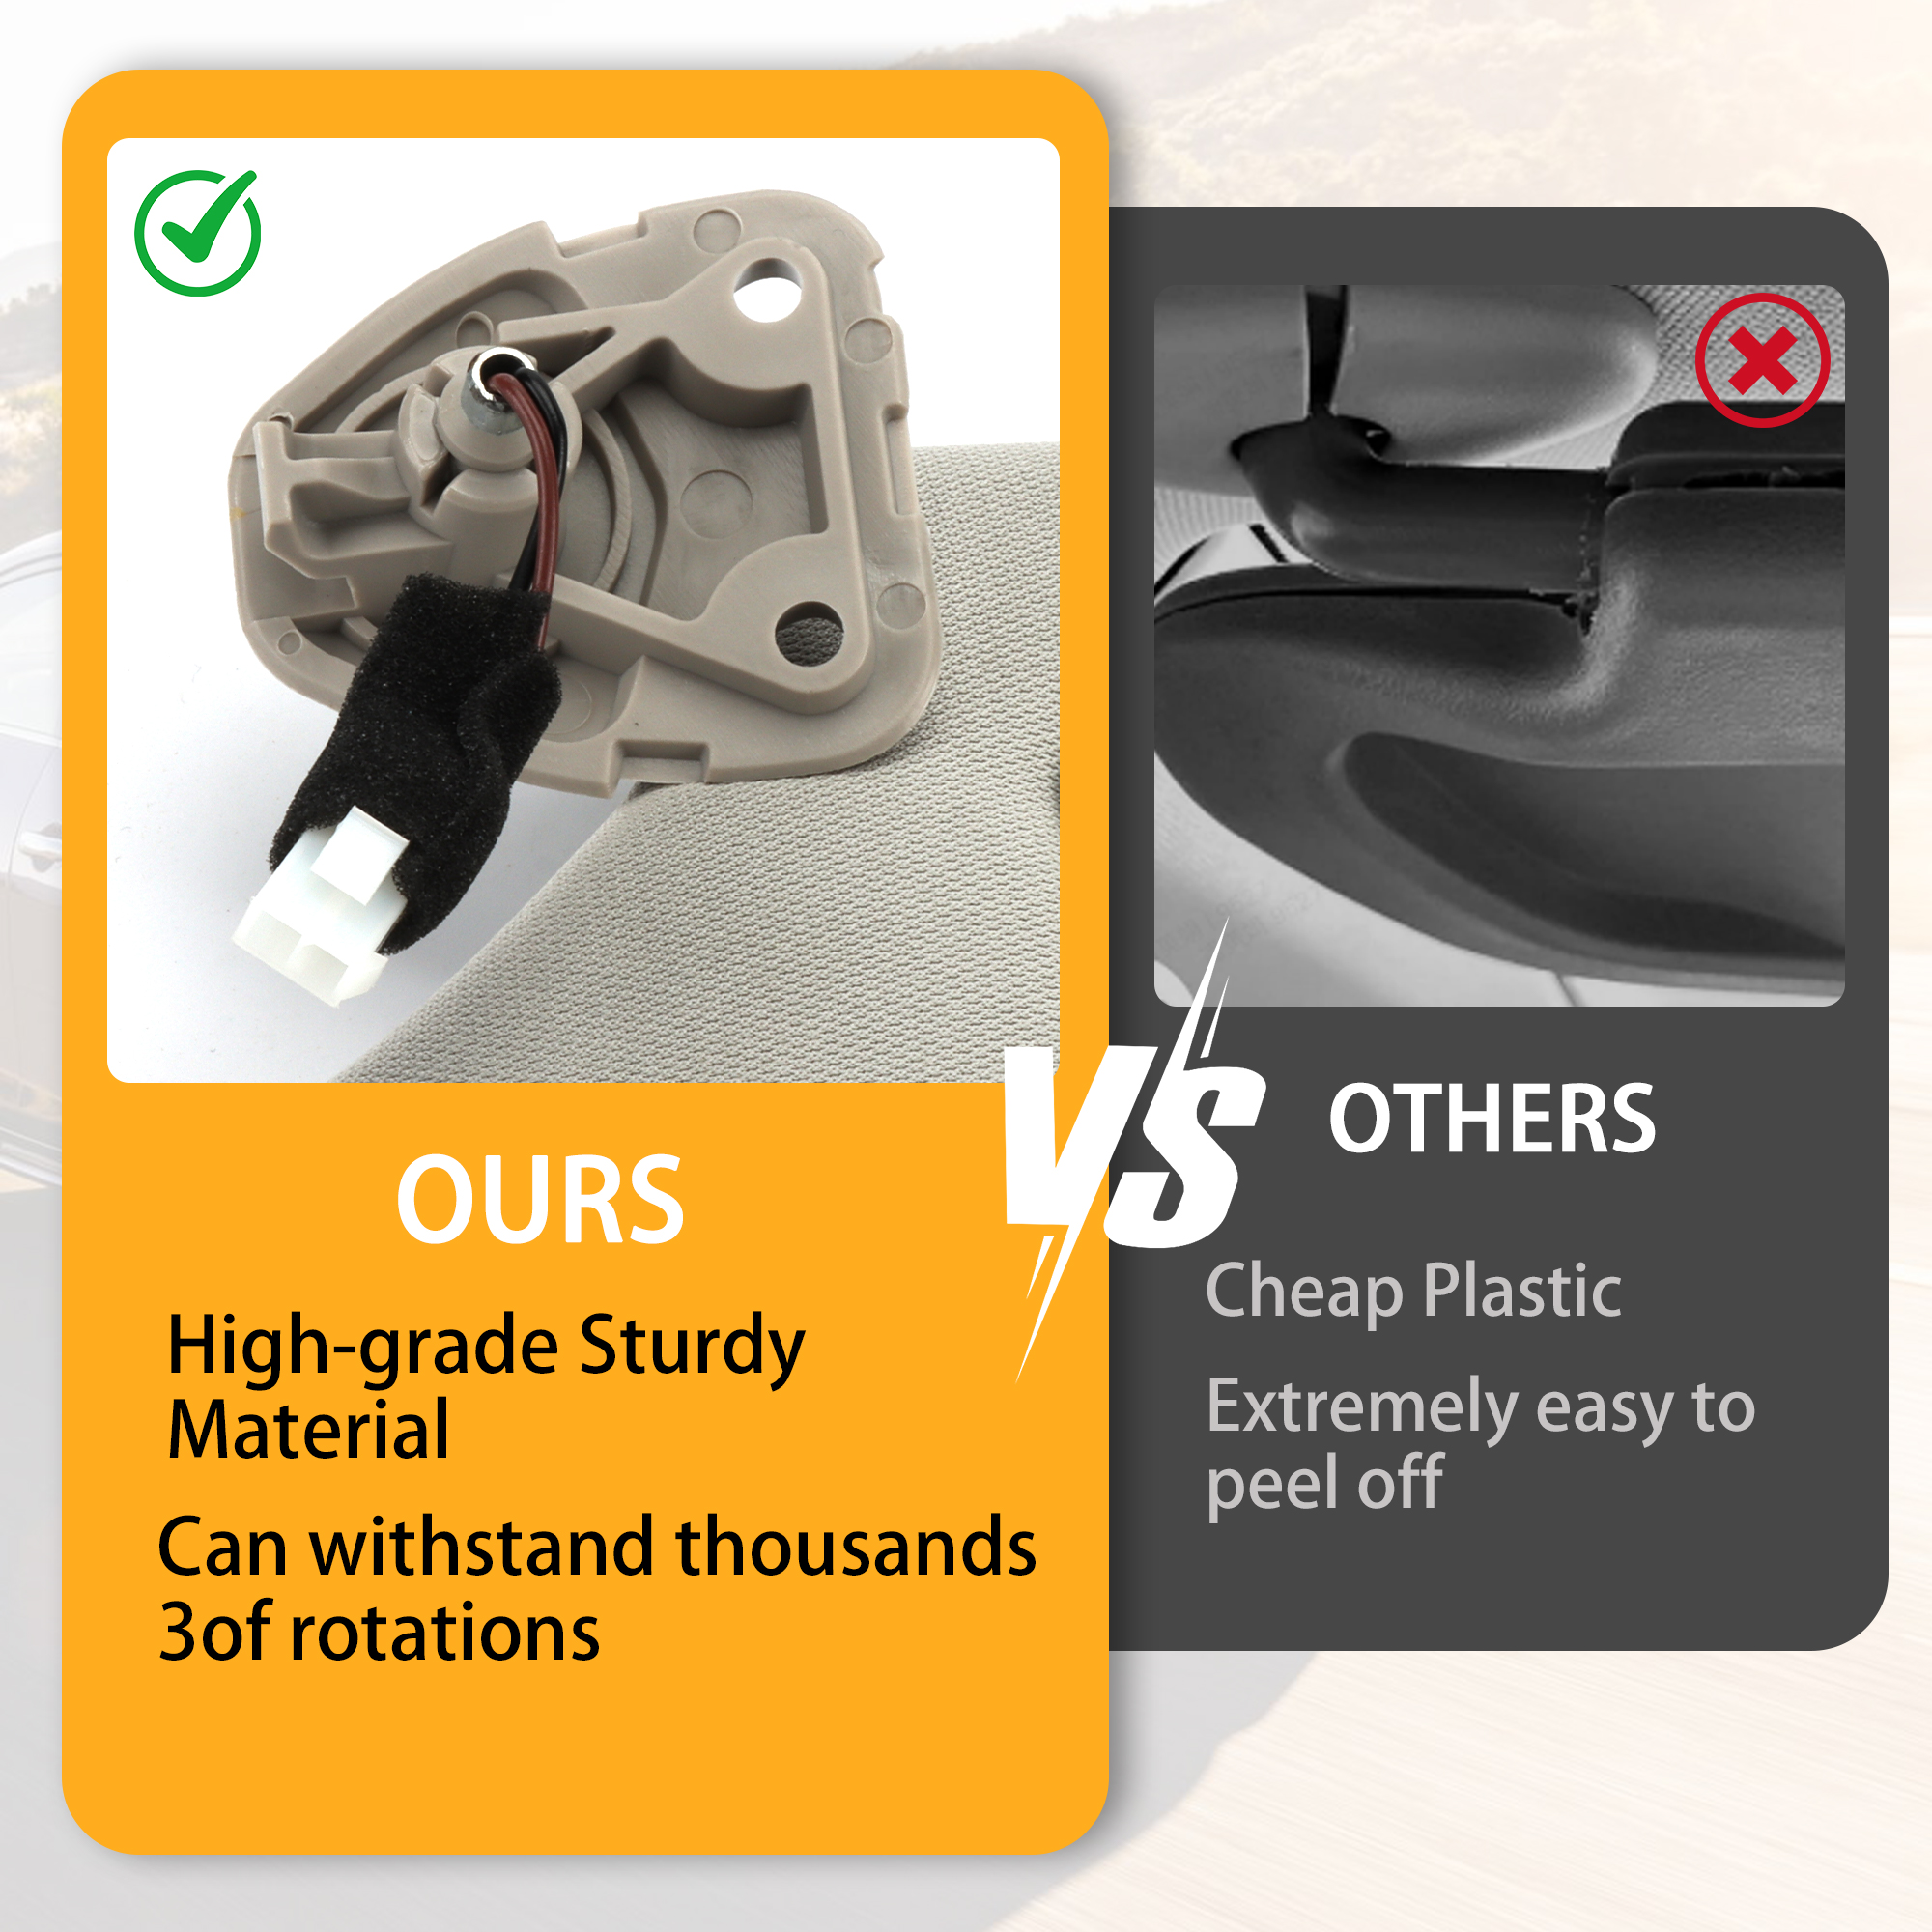 OURS
High-grade Sturdy
Material
Can withstand thousands
3of rotations
VS
OTHERS
Cheap Plastic
Extremely easy to
peel off